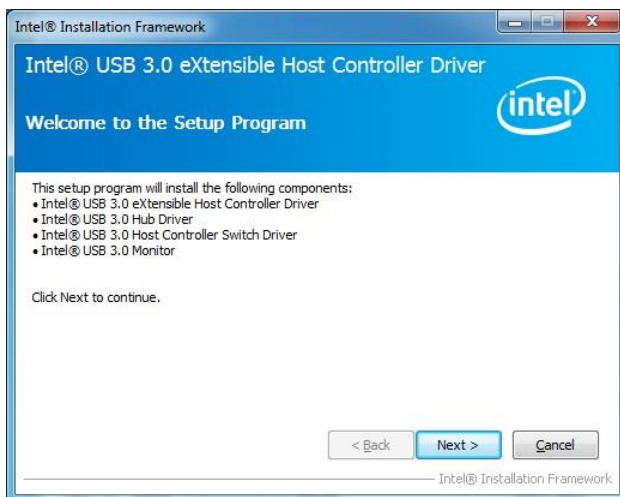 Intel® Installation Framework
Intel® USB 3.0 eXtensible Host Controller Driver
intel
Welcome to the Setup Program
This setup program will install the following components:
• Intel® USB 3.0 eXtensible Host Controller Driver
• Intel® USB 3.0 Hub Driver
• Intel® USB 3.0 Host Controller Switch Driver
• Intel® USB 3.0 Monitor
Click Next to continue.
< Back Next > Cancel
Intel® Installation Framework